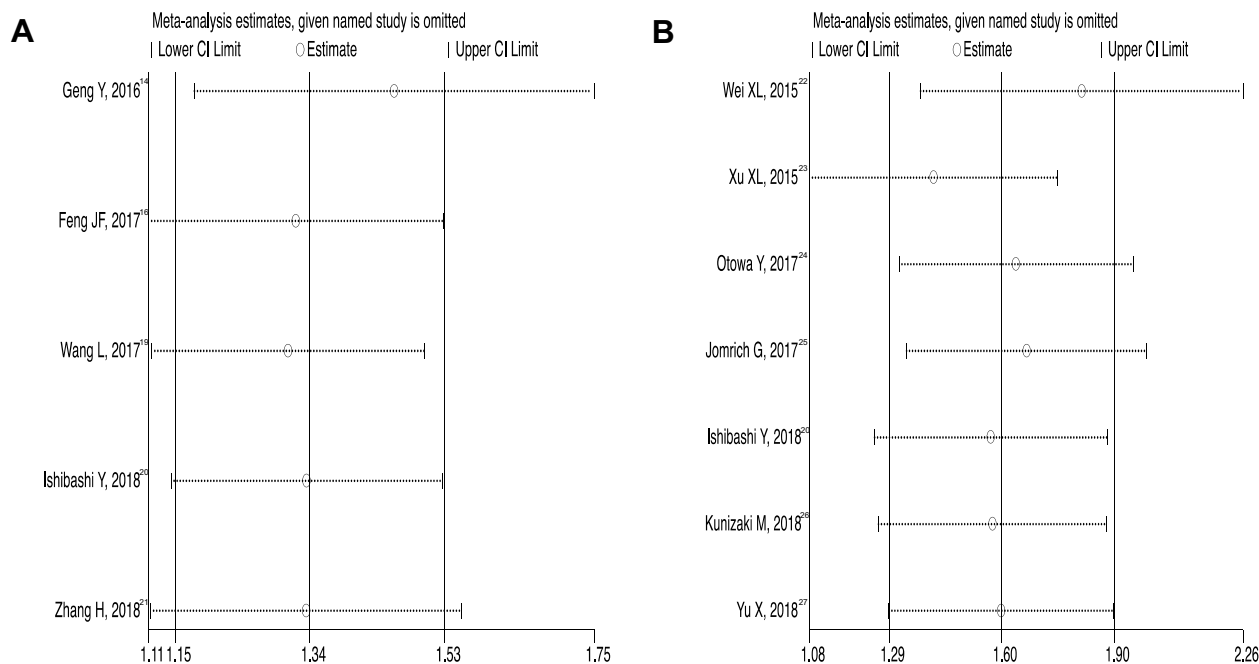 A
Meta-analysis estimates, given named study is omitted
Lower CI Limit Estimate Upper CI Limit
Geng Y, 2016¹⁴
Feng JF, 2017¹⁶
Wang L, 2017¹⁹
Ishibashi Y, 2018²⁰
Zhang H, 2018²¹
1.11 1.15 1.34 1.53 1.75
B
Meta-analysis estimates, given named study is omitted
Lower CI Limit Estimate Upper CI Limit
Wei XL, 2015²²
Xu XL, 2015²³
Otowa Y, 2017²⁴
Jomrich G, 2017²⁵
Ishibashi Y, 2018²⁰
Kunizaki M, 2018²⁶
Yu X, 2018²⁷
1.08 1.29 1.60 1.90 2.26